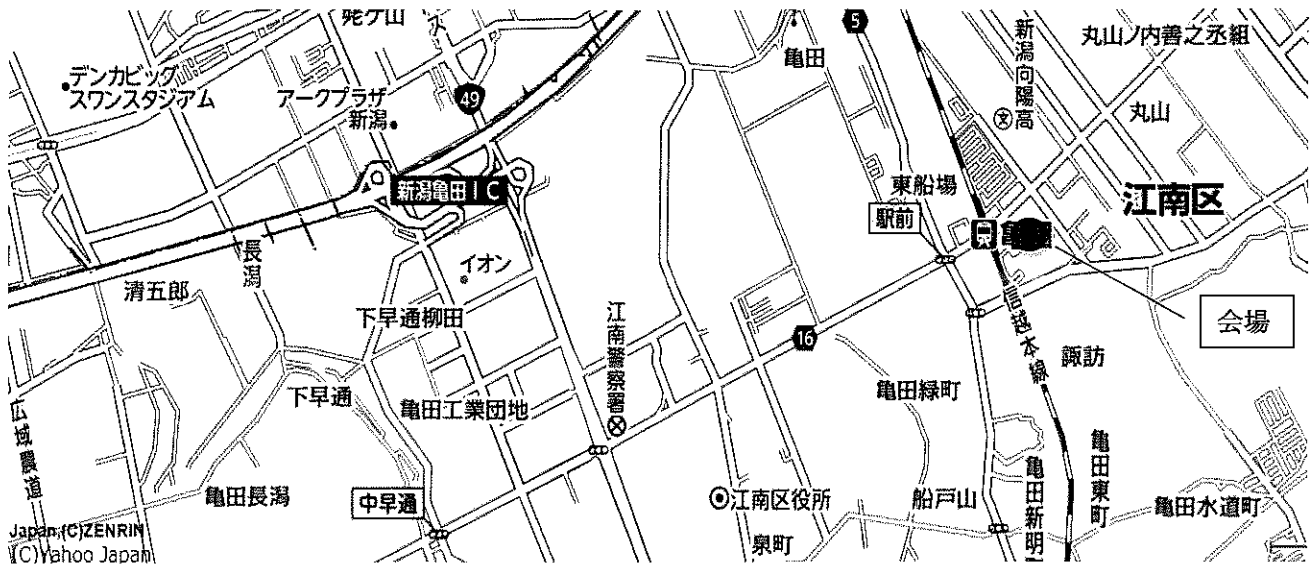 丸山ノ内善之丞組
5
亀田
新潟向陽高
文
デンカビッグ
スワンスタジアム
アークプラザ
新潟
49
丸山
東船場
江南区
新潟亀田IC
駅前
亀
長潟
イオン
清五郎
下早通柳田
江南警察署
信越本線
会場
16
諏訪
下早通
亀田工業団地
亀田緑町
広域農道
亀田長潟
中早通
江南区役所
船戸山
亀田新明
亀田東町
亀田水道町
泉町
Japan,(C)ZENRIN
(C)Yahoo Japan